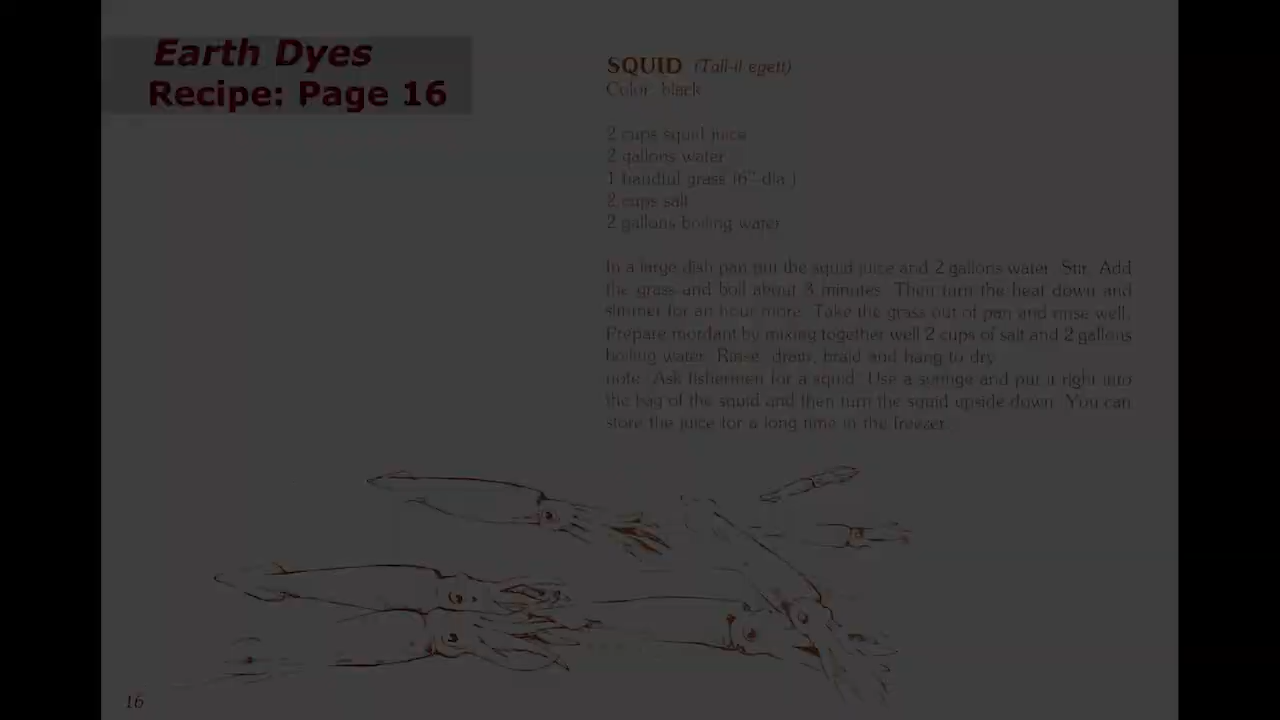 Earth Dyes
Recipe: Page 16
SQUID (Tall-il egett)
Color: black
2 cups squid juice
2 gallons water
1 handful grass (6" dia.)
2 cups salt
2 gallons boiling water
In a large dish pan put the squid juice and 2 gallons water. Stir. Add
the grass and boil about 3 minutes. Then turn the heat down and
simmer for an hour more. Take the grass out of pan and rinse well.
Prepare mordant by mixing together well 2 cups of salt and 2 gallons
boiling water. Rinse, drain, braid and hang to dry.
note: Ask fishermen for a squid. Use a syringe and put it right into
the bag of the squid and then turn the squid upside down. You can
store the juice for a long time in the freezer.
16